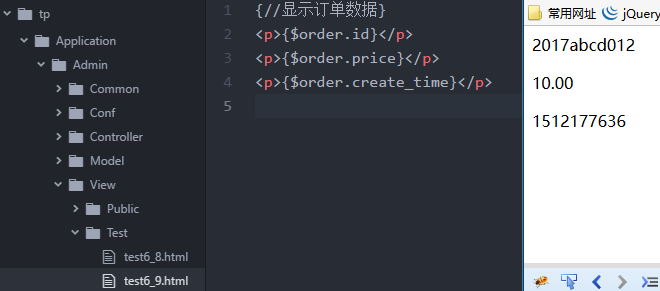 tp
Application
Admin
Common
Conf
Controller
Model
View
Public
Test
test6_8.html
test6_9.html
1 {//显示订单数据}
2 <p>{$order.id}</p>
3 <p>{$order.price}</p>
4 <p>{$order.create_time}</p>
5
常用网址 jQuery
2017abcd012
10.00
1512177636